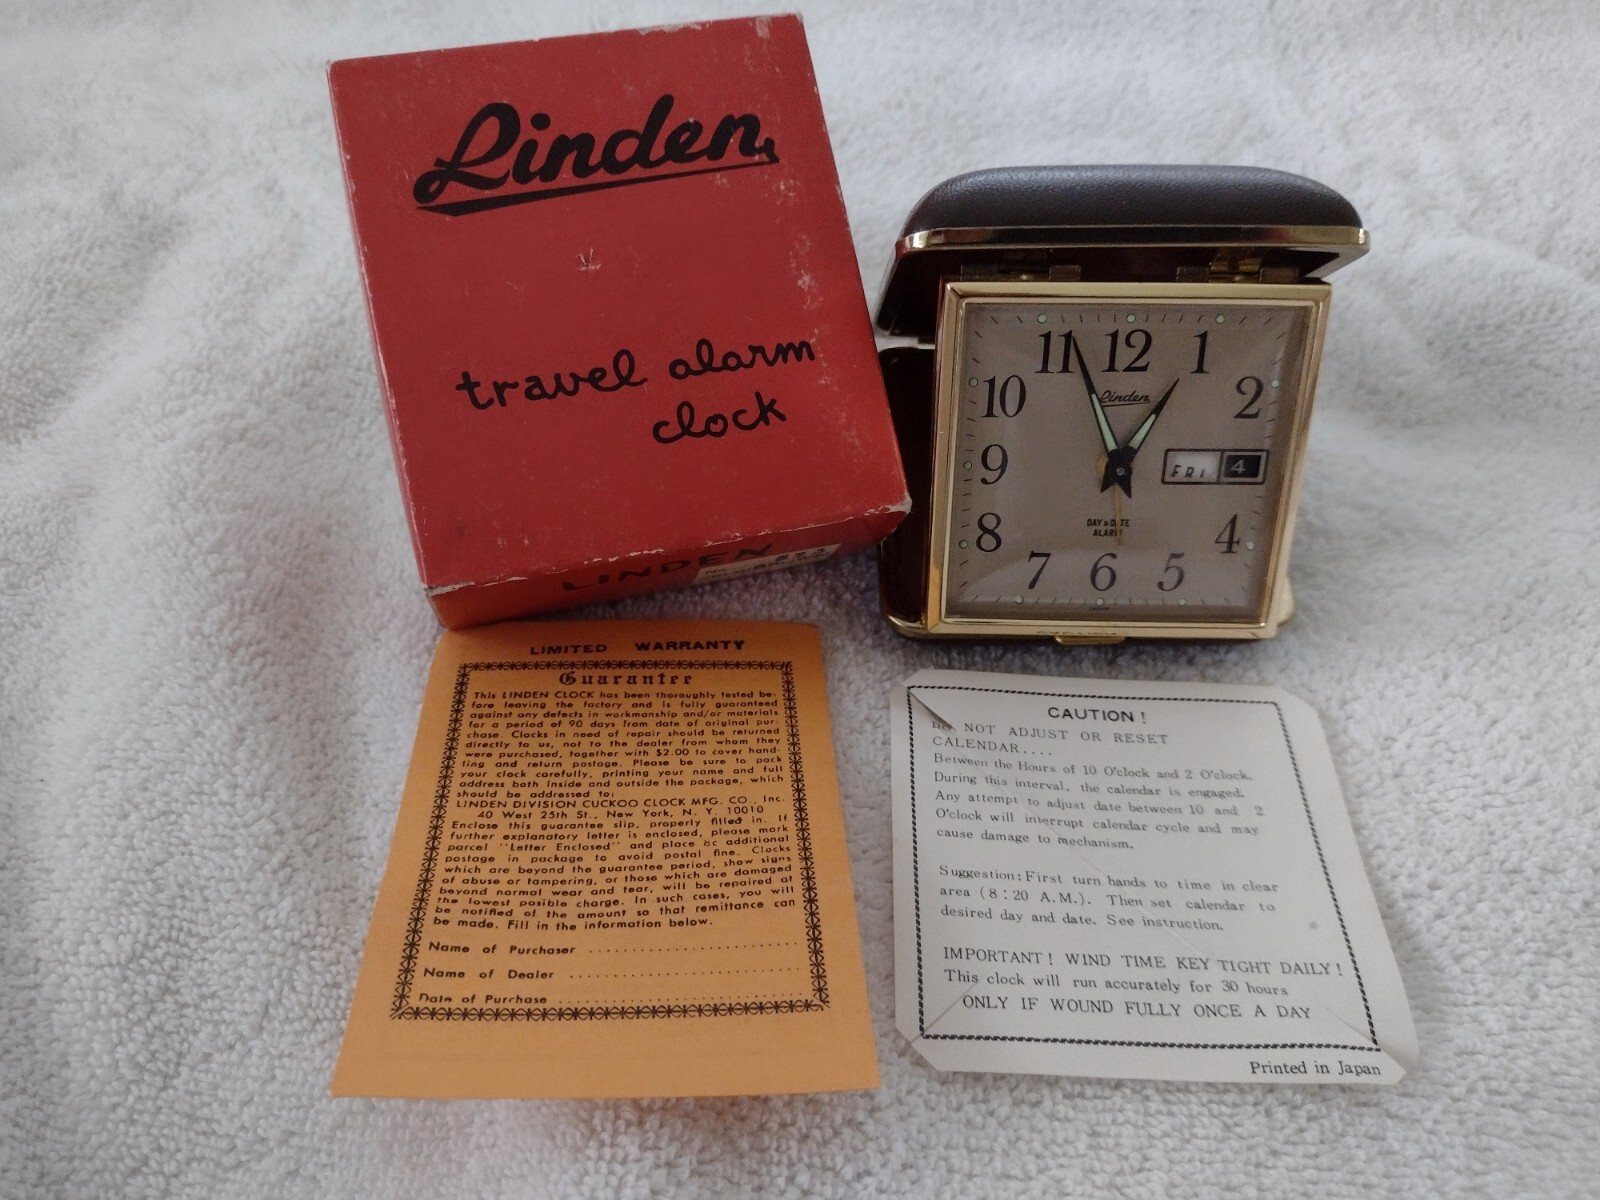 Linden
travel alarm
clock
LINDEN
11 12 1
10 2
Linden
9 FRI 4
DAY & DATE
ALARM
8 4
7 6 5
LIMITED WARRANTY
Guarantee
This LINDEN CLOCK has been thoroughly tested be-
fore leaving the factory and is fully guaranteed
against any defects in workmanship and/or materials
for a period of 90 days from date of original pur-
chase. Clocks in need of repair should be returned
directly to us, not to the dealer from whom they
were purchased, together with $2.00 to cover hand-
ling and return postage. Please be sure to pack
your clock carefully, printing your name and full
address both inside and outside the package, which
should be addressed to:
LINDEN DIVISION CUCKOO CLOCK MFG. CO., Inc.
40 West 25th St., New York, N. Y. 10010
Enclose this guarantee slip, properly filled in. If
further explanatory letter is enclosed, please mark
parcel "Letter Enclosed" and place 8c additional
postage in package to avoid postal fine. Clocks
which are beyond the guarantee period, show signs
of abuse or tampering, or those which are damaged
beyond normal wear and tear, will be repaired at
the lowest posible charge. In such cases, you will
be notified of the amount so that remittance can
be made. Fill in the information below.
Name of Purchaser
Name of Dealer
Date of Purchase
CAUTION!
NOT ADJUST OR RESET
CALENDAR....
Between the Hours of 10 O'clock and 2 O'clock.
During this interval, the calendar is engaged.
Any attempt to adjust date between 10 and 2
O'clock will interrupt calendar cycle and may
cause damage to mechanism.
Suggestion: First turn hands to time in clear
area (8:20 A.M.). Then set calendar to
desired day and date. See instruction.
IMPORTANT! WIND TIME KEY TIGHT DAILY!
This clock will run accurately for 30 hours
ONLY IF WOUND FULLY ONCE A DAY
Printed in Japan